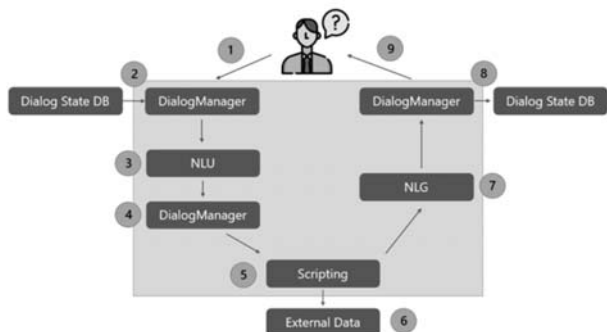 ?
1
9
2
8
Dialog State DB
DialogManager
DialogManager
Dialog State DB
3
NLU
NLG
7
4
DialogManager
5
Scripting
External Data
6